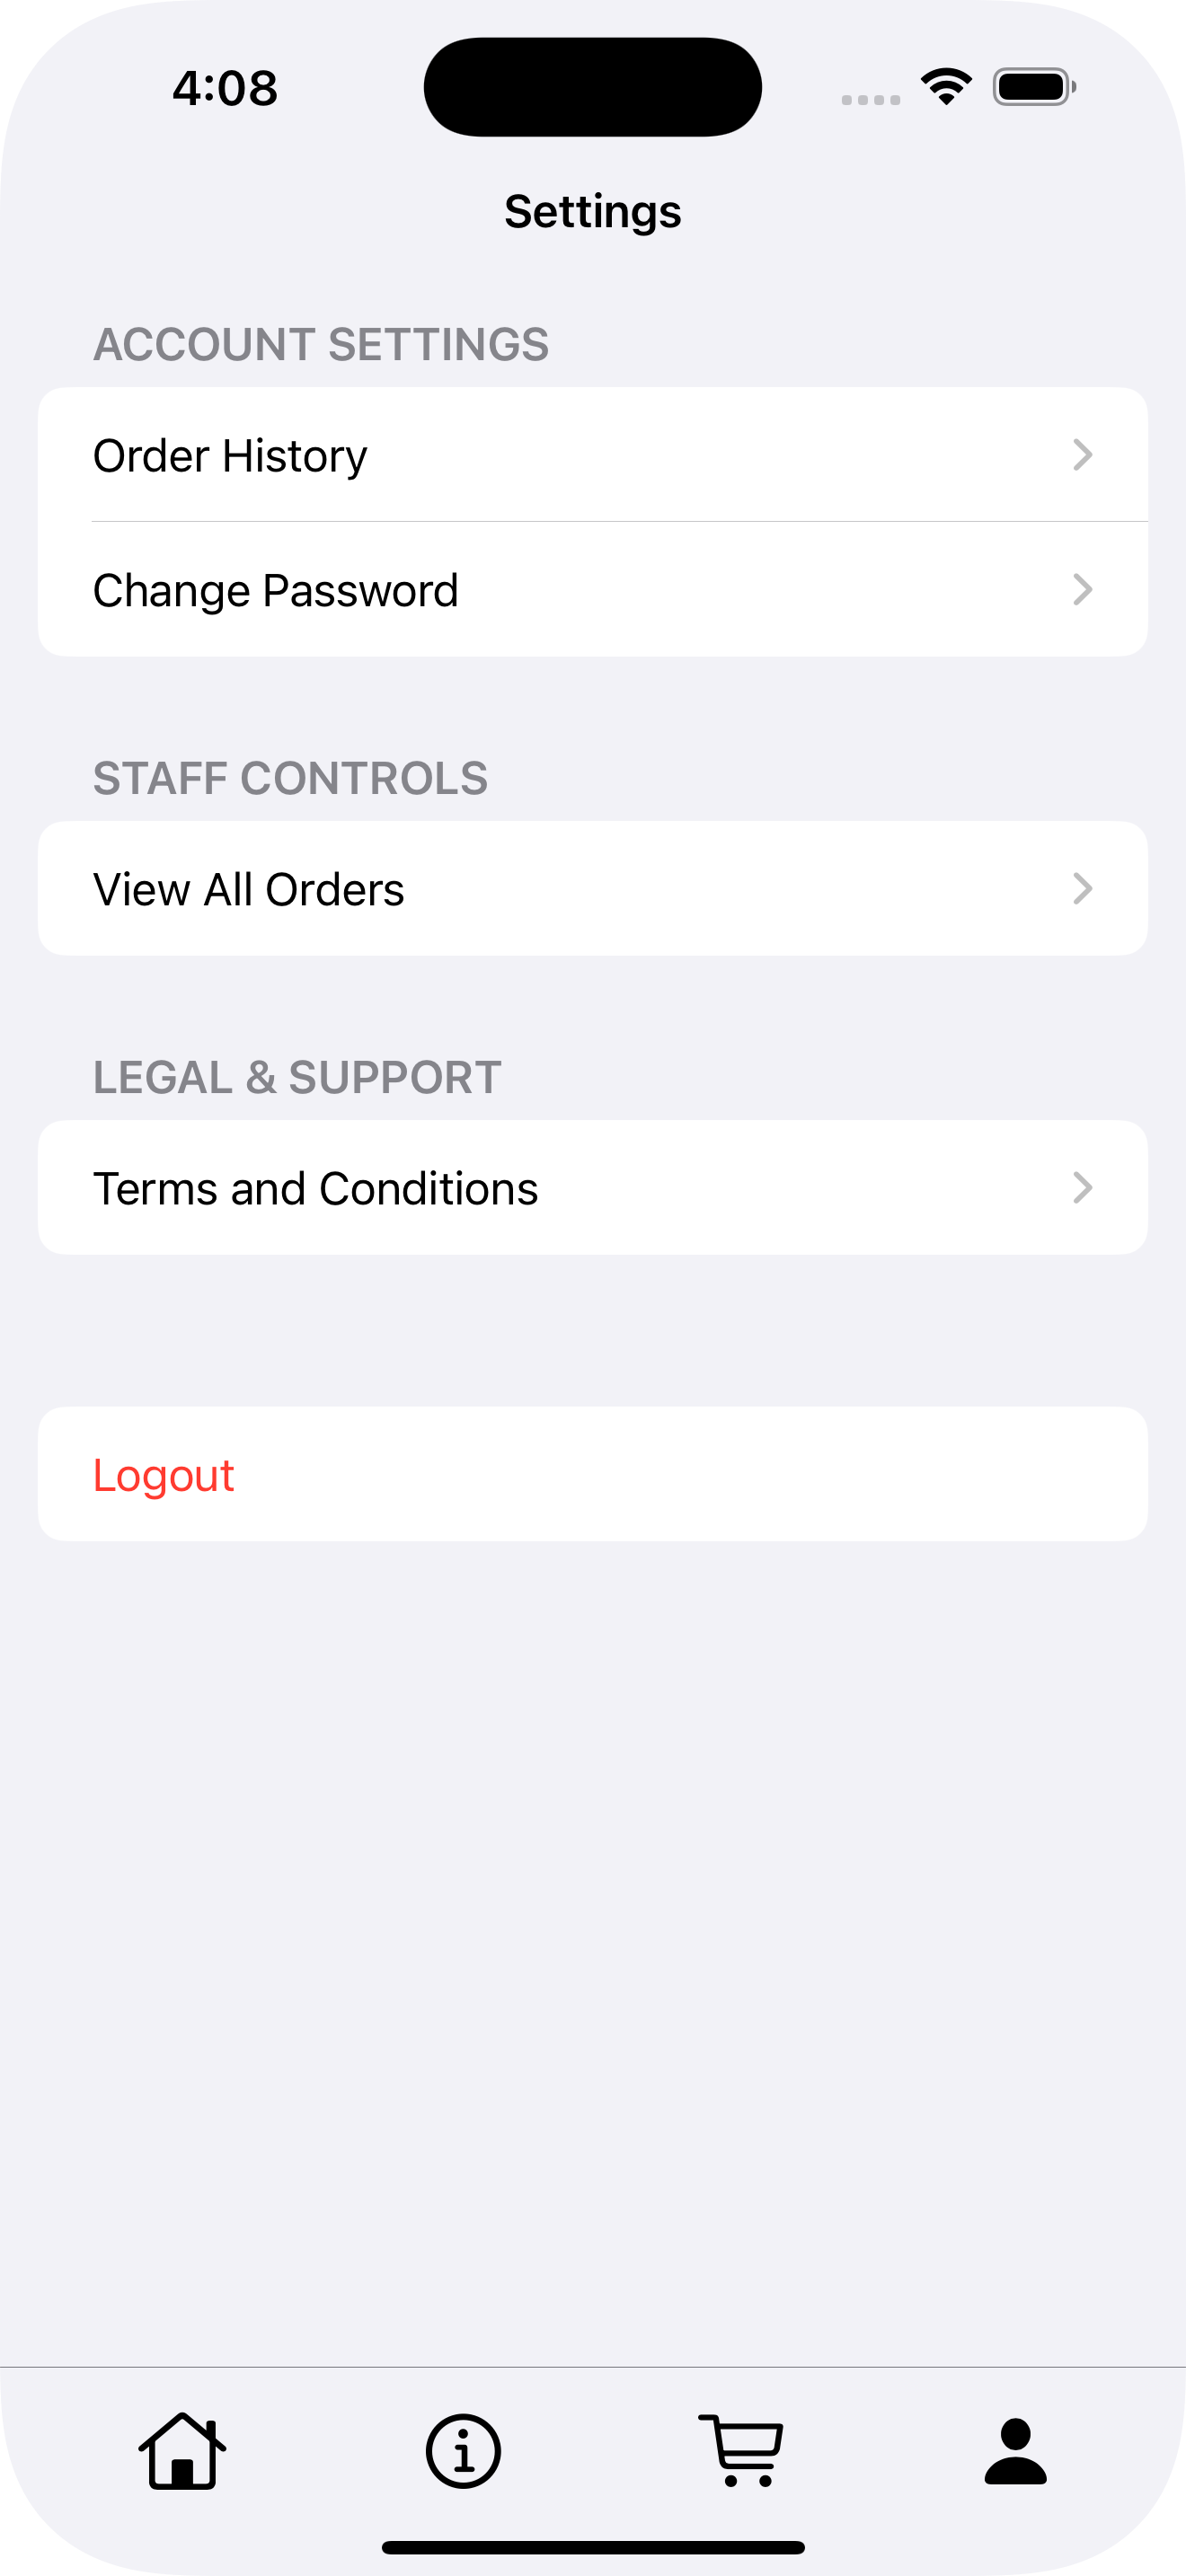 4:08
Settings
ACCOUNT SETTINGS
Order History
Change Password
STAFF CONTROLS
View All Orders
LEGAL & SUPPORT
Terms and Conditions
Logout